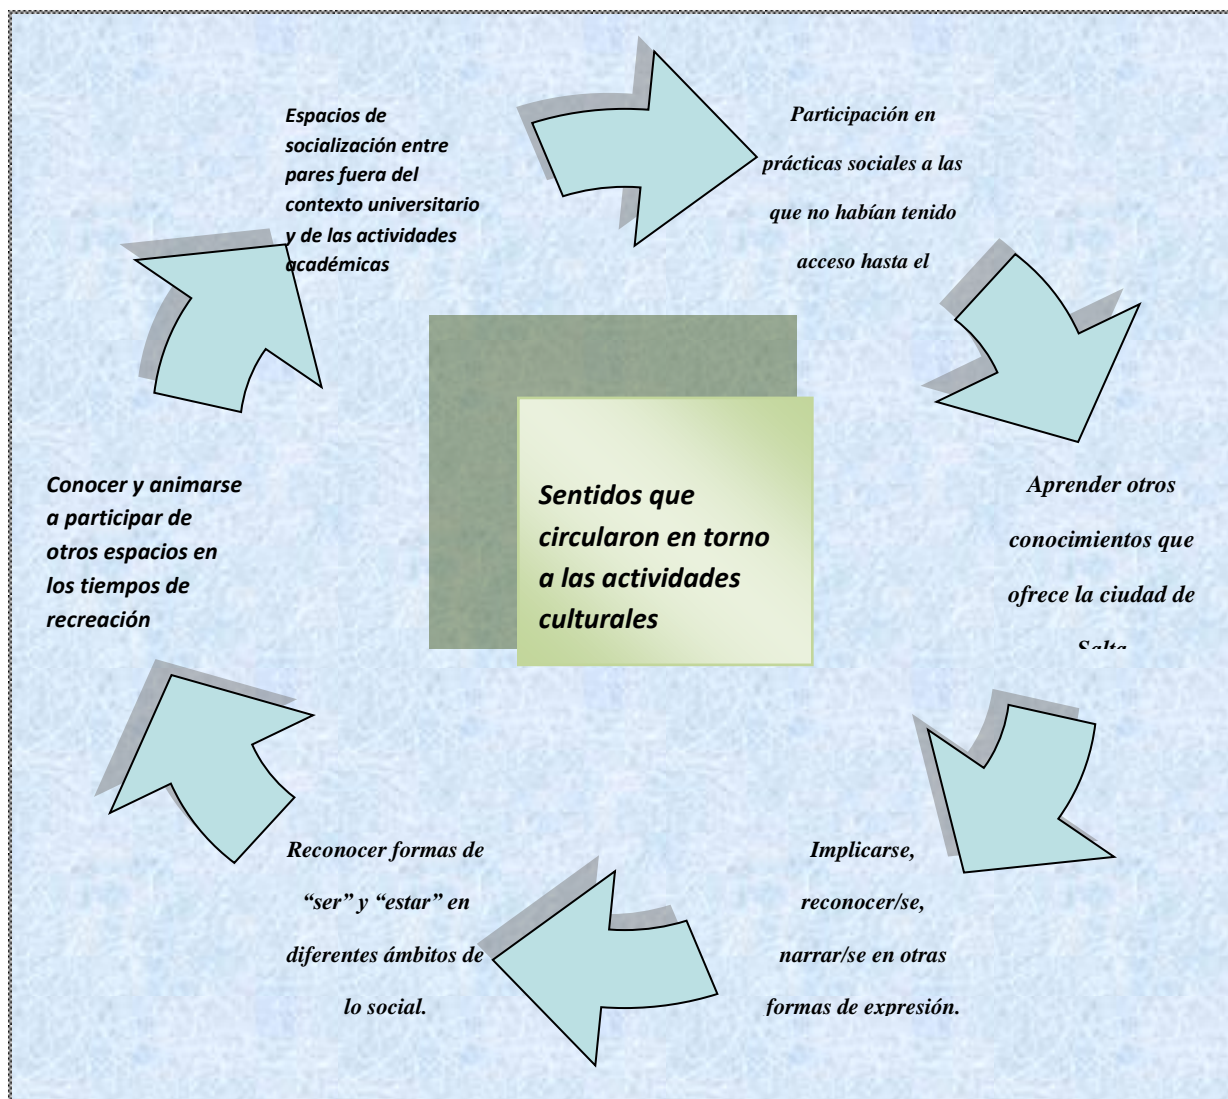 Espacios de
socialización entre
pares fuera del
contexto universitario
y de las actividades
académicas
Participación en
prácticas sociales a las
que no habían tenido
acceso hasta el
Aprender otros
conocimientos que
ofrece la ciudad de
Salta
Implicarse,
reconocer/se,
narrar/se en otras
formas de expresión.
Reconocer formas de
“ser” y “estar” en
diferentes ámbitos de
lo social.
Conocer y animarse
a participar de
otros espacios en
los tiempos de
recreación
Sentidos que
circularon en torno
a las actividades
culturales